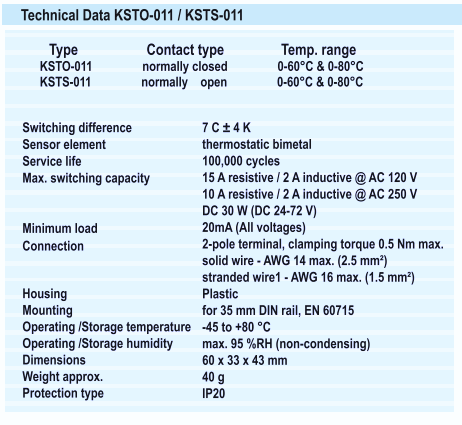 Technical Data KSTO-011 / KSTS-011
Type Contact type Temp. range
KSTO-011 normally closed 0-60°C & 0-80°C
KSTS-011 normally open 0-60°C & 0-80°C
Switching difference 7 C ± 4 K
Sensor element thermostatic bimetal
Service life 100,000 cycles
Max. switching capacity 15 A resistive / 2 A inductive @ AC 120 V
10 A resistive / 2 A inductive @ AC 250 V
DC 30 W (DC 24-72 V)
Minimum load 20mA (All voltages)
Connection 2-pole terminal, clamping torque 0.5 Nm max.
solid wire - AWG 14 max. (2.5 mm²)
stranded wire1 - AWG 16 max. (1.5 mm²)
Housing Plastic
Mounting for 35 mm DIN rail, EN 60715
Operating /Storage temperature -45 to +80 °C
Operating /Storage humidity max. 95 %RH (non-condensing)
Dimensions 60 x 33 x 43 mm
Weight approx. 40 g
Protection type IP20